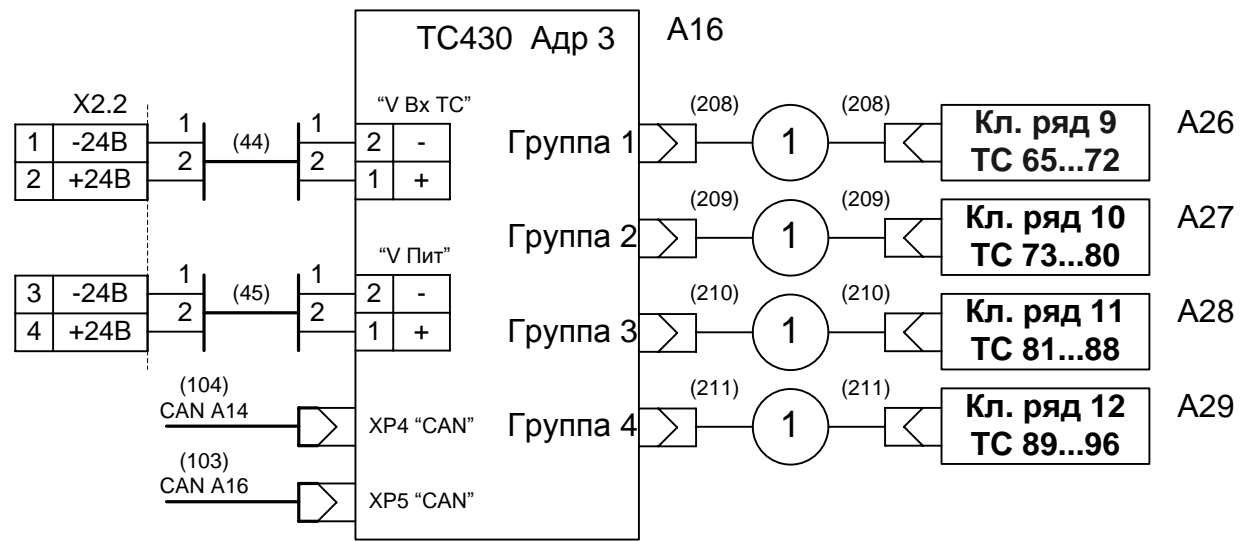 ТС430 Адр 3
А16
Х2.2
1 -24В
2 +24В
1
2
(44)
1
2
“V Вх ТС”
2 -
1 +
Группа 1
(208)
1
(208)
Кл. ряд 9
ТС 65...72
А26
Группа 2
(209)
1
(209)
Кл. ряд 10
ТС 73...80
А27
3 -24В
4 +24В
1
2
(45)
1
2
“V Пит”
2 -
1 +
Группа 3
(210)
1
(210)
Кл. ряд 11
ТС 81...88
А28
(104)
CAN A14
XP4 “CAN”
Группа 4
(211)
1
(211)
Кл. ряд 12
ТС 89...96
А29
(103)
CAN A16
XP5 “CAN”